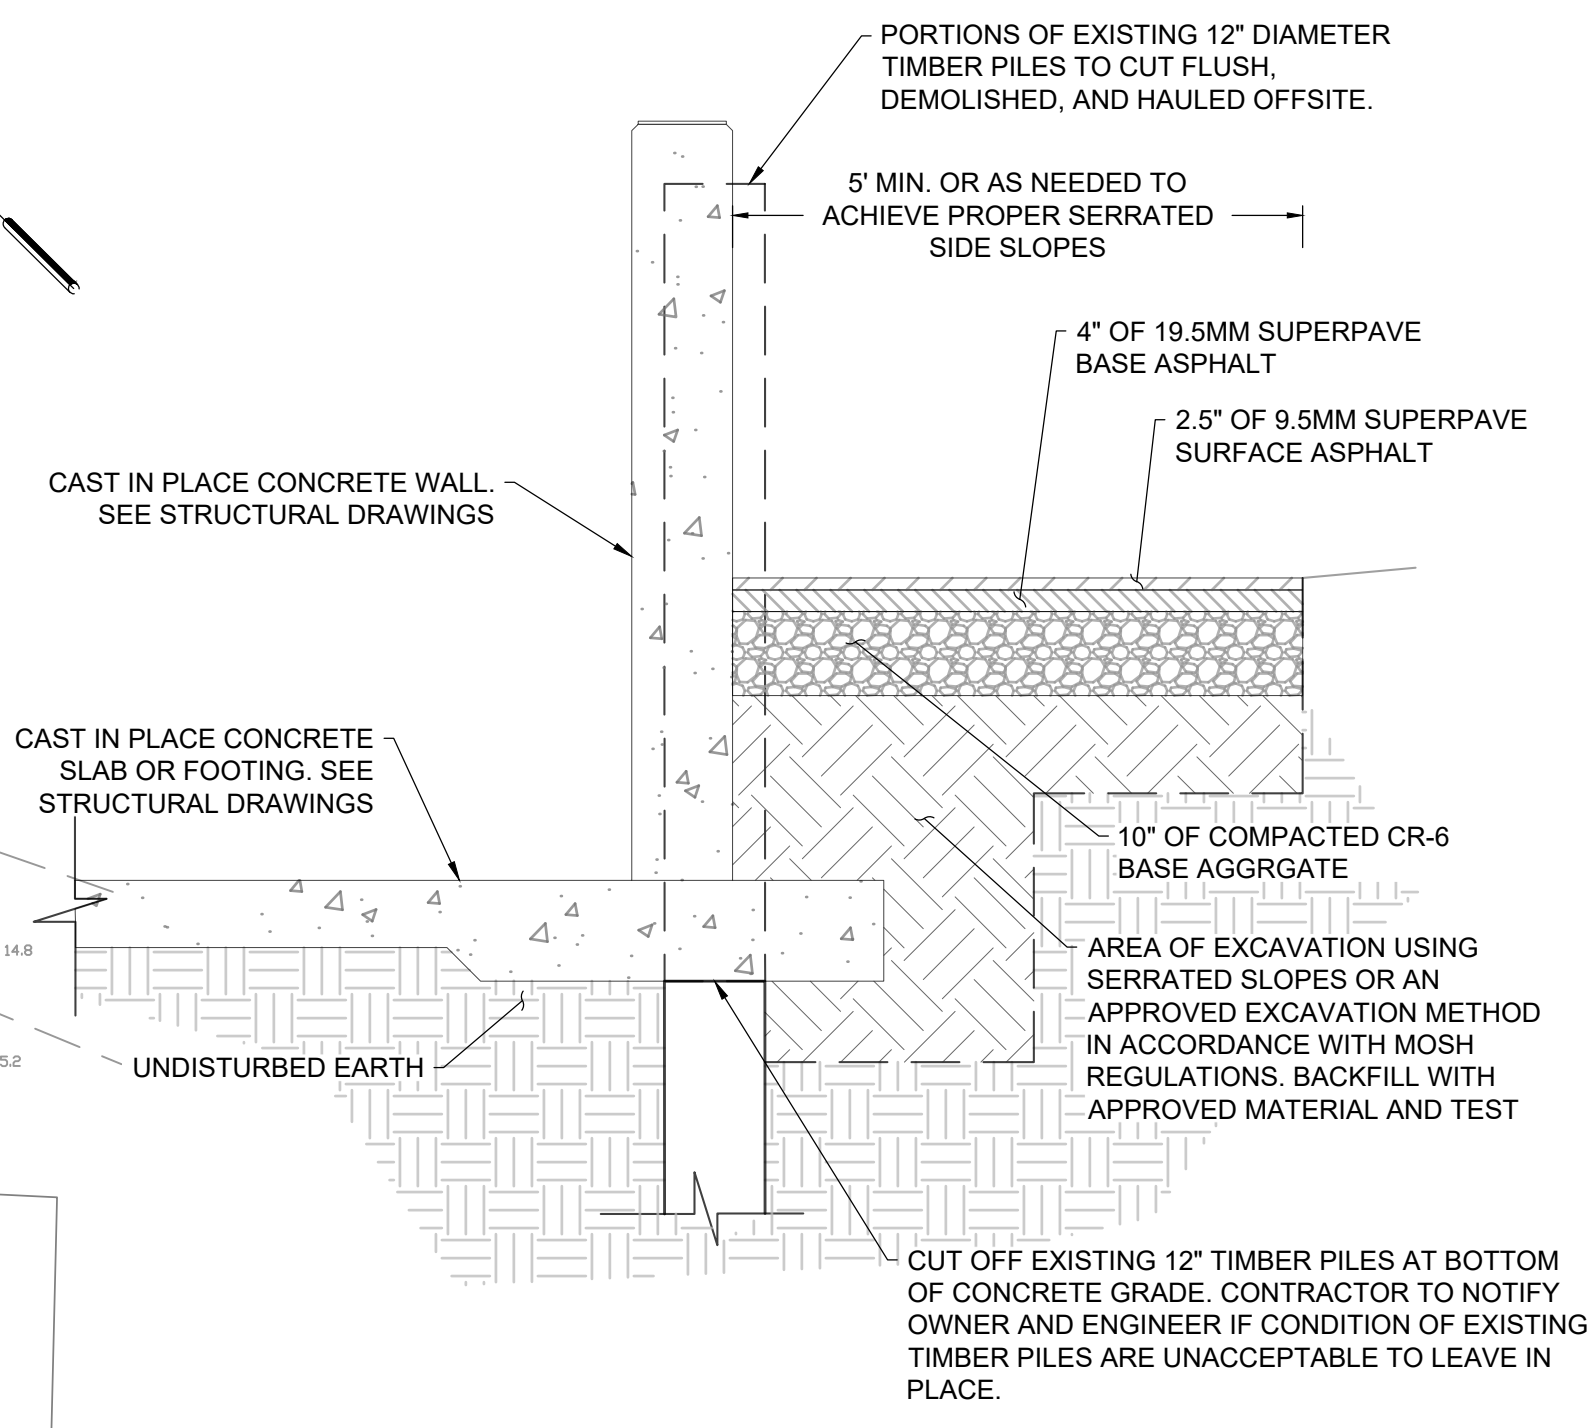 PORTIONS OF EXISTING 12" DIAMETER
TIMBER PILES TO CUT FLUSH,
DEMOLISHED, AND HAULED OFFSITE.
5' MIN. OR AS NEEDED TO
ACHIEVE PROPER SERRATED
SIDE SLOPES
4" OF 19.5MM SUPERPAVE
BASE ASPHALT
2.5" OF 9.5MM SUPERPAVE
SURFACE ASPHALT
CAST IN PLACE CONCRETE WALL.
SEE STRUCTURAL DRAWINGS
CAST IN PLACE CONCRETE
SLAB OR FOOTING. SEE
STRUCTURAL DRAWINGS
10" OF COMPACTED CR-6
BASE AGGRGATE
14.8
AREA OF EXCAVATION USING
SERRATED SLOPES OR AN
APPROVED EXCAVATION METHOD
IN ACCORDANCE WITH MOSH
REGULATIONS. BACKFILL WITH
APPROVED MATERIAL AND TEST
5.2
UNDISTURBED EARTH
CUT OFF EXISTING 12" TIMBER PILES AT BOTTOM
OF CONCRETE GRADE. CONTRACTOR TO NOTIFY
OWNER AND ENGINEER IF CONDITION OF EXISTING
TIMBER PILES ARE UNACCEPTABLE TO LEAVE IN
PLACE.